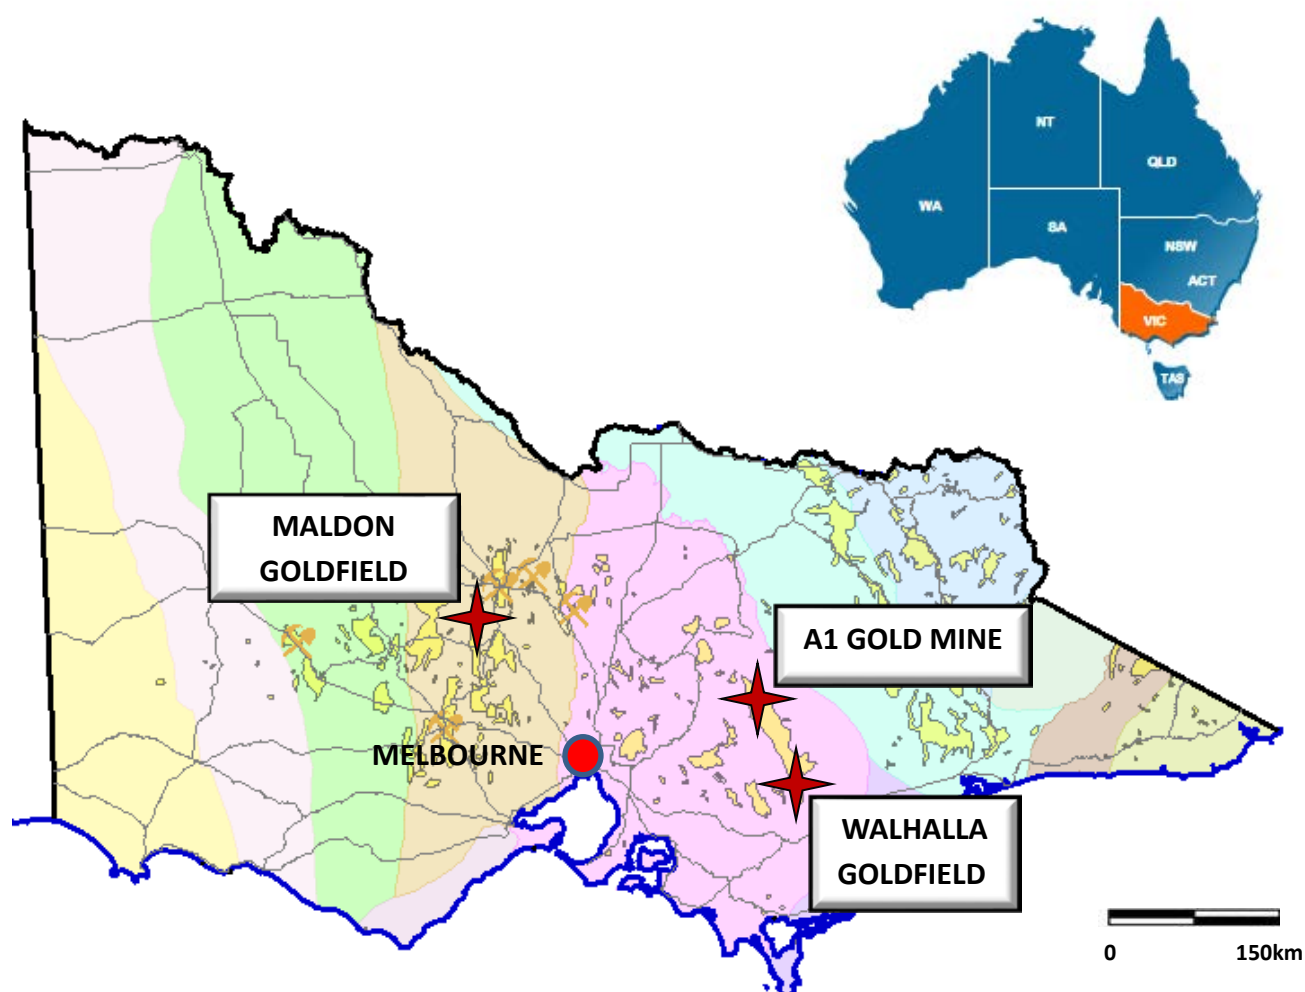 NT
QLD
WA
SA
NSW
ACT
VIC
TAS
MALDON
GOLDFIELD
A1 GOLD MINE
MELBOURNE
WALHALLA
GOLDFIELD
0 150km